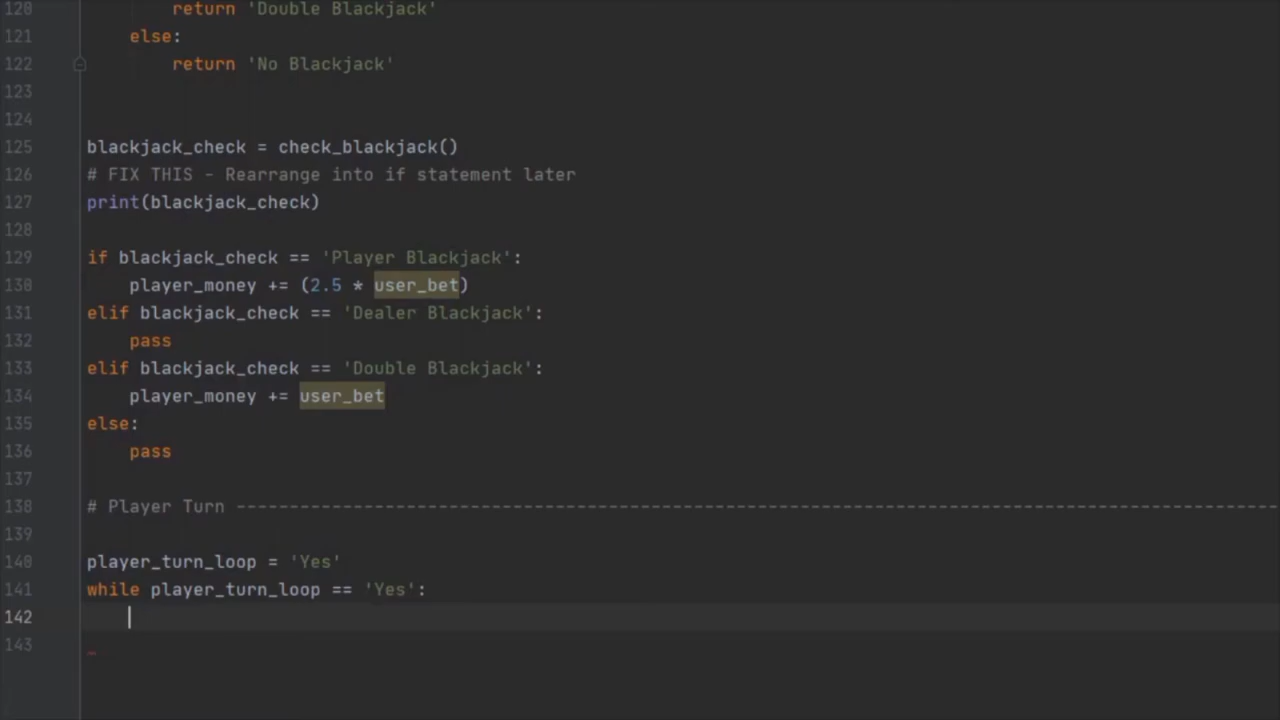 120 return 'Double Blackjack'
121 else:
122 return 'No Blackjack'
123
124
125 blackjack_check = check_blackjack()
126 # FIX THIS - Rearrange into if statement later
127 print(blackjack_check)
128
129 if blackjack_check == 'Player Blackjack':
130 player_money += (2.5 * user_bet)
131 elif blackjack_check == 'Dealer Blackjack':
132 pass
133 elif blackjack_check == 'Double Blackjack':
134 player_money += user_bet
135 else:
136 pass
137
138 # Player Turn --------------------------------------------------------------------------------------------------
139
140 player_turn_loop = 'Yes'
141 while player_turn_loop == 'Yes':
142
143